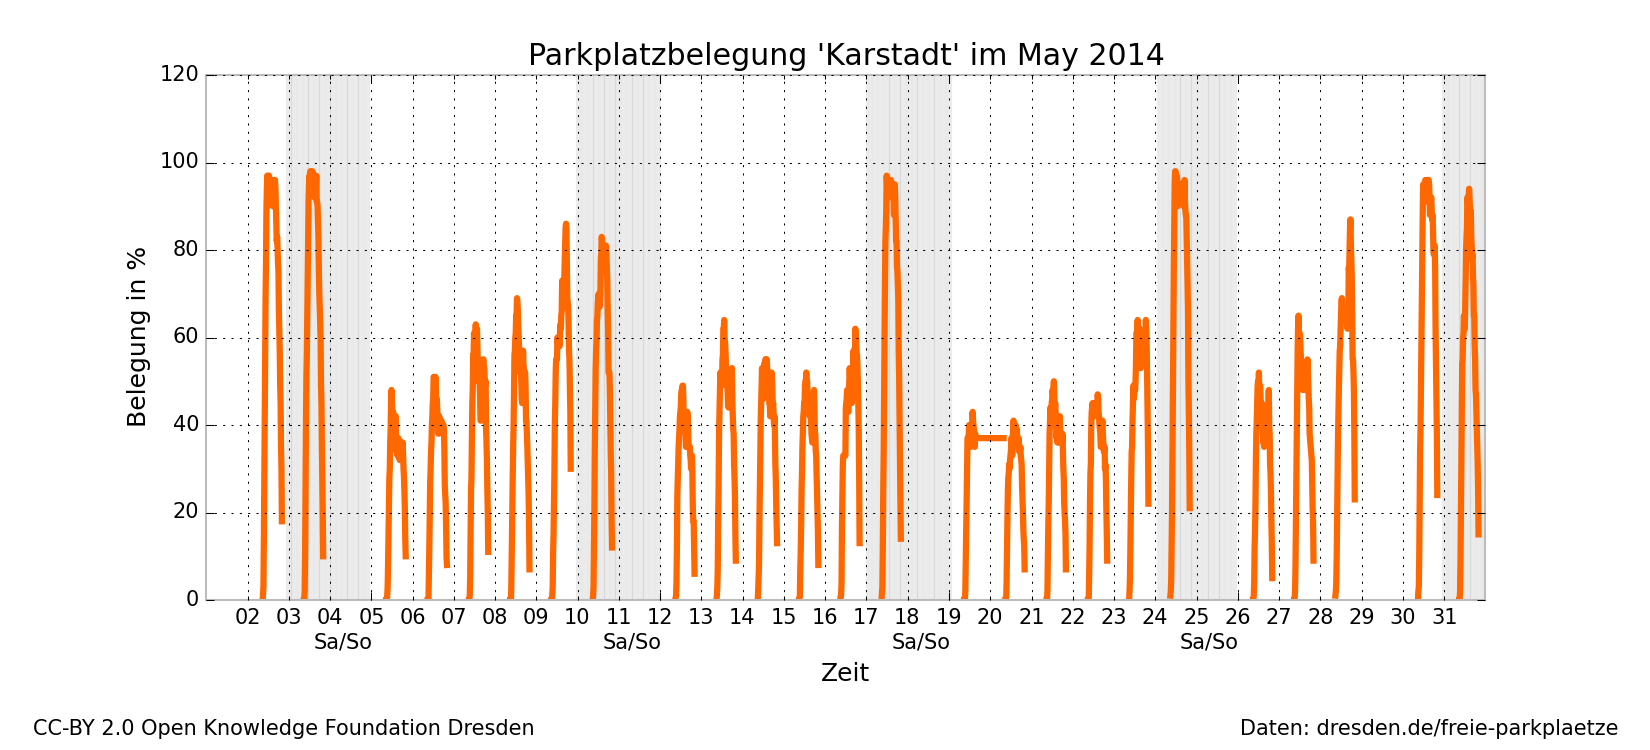 Parkplatzbelegung 'Karstadt' im May 2014
120
100
80
60
40
20
0
Belegung in %
02 03 04 05 06 07 08 09 10 11 12 13 14 15 16 17 18 19 20 21 22 23 24 25 26 27 28 29 30 31
Sa/So Sa/So Sa/So Sa/So
Zeit
CC-BY 2.0 Open Knowledge Foundation Dresden
Daten: dresden.de/freie-parkplaetze